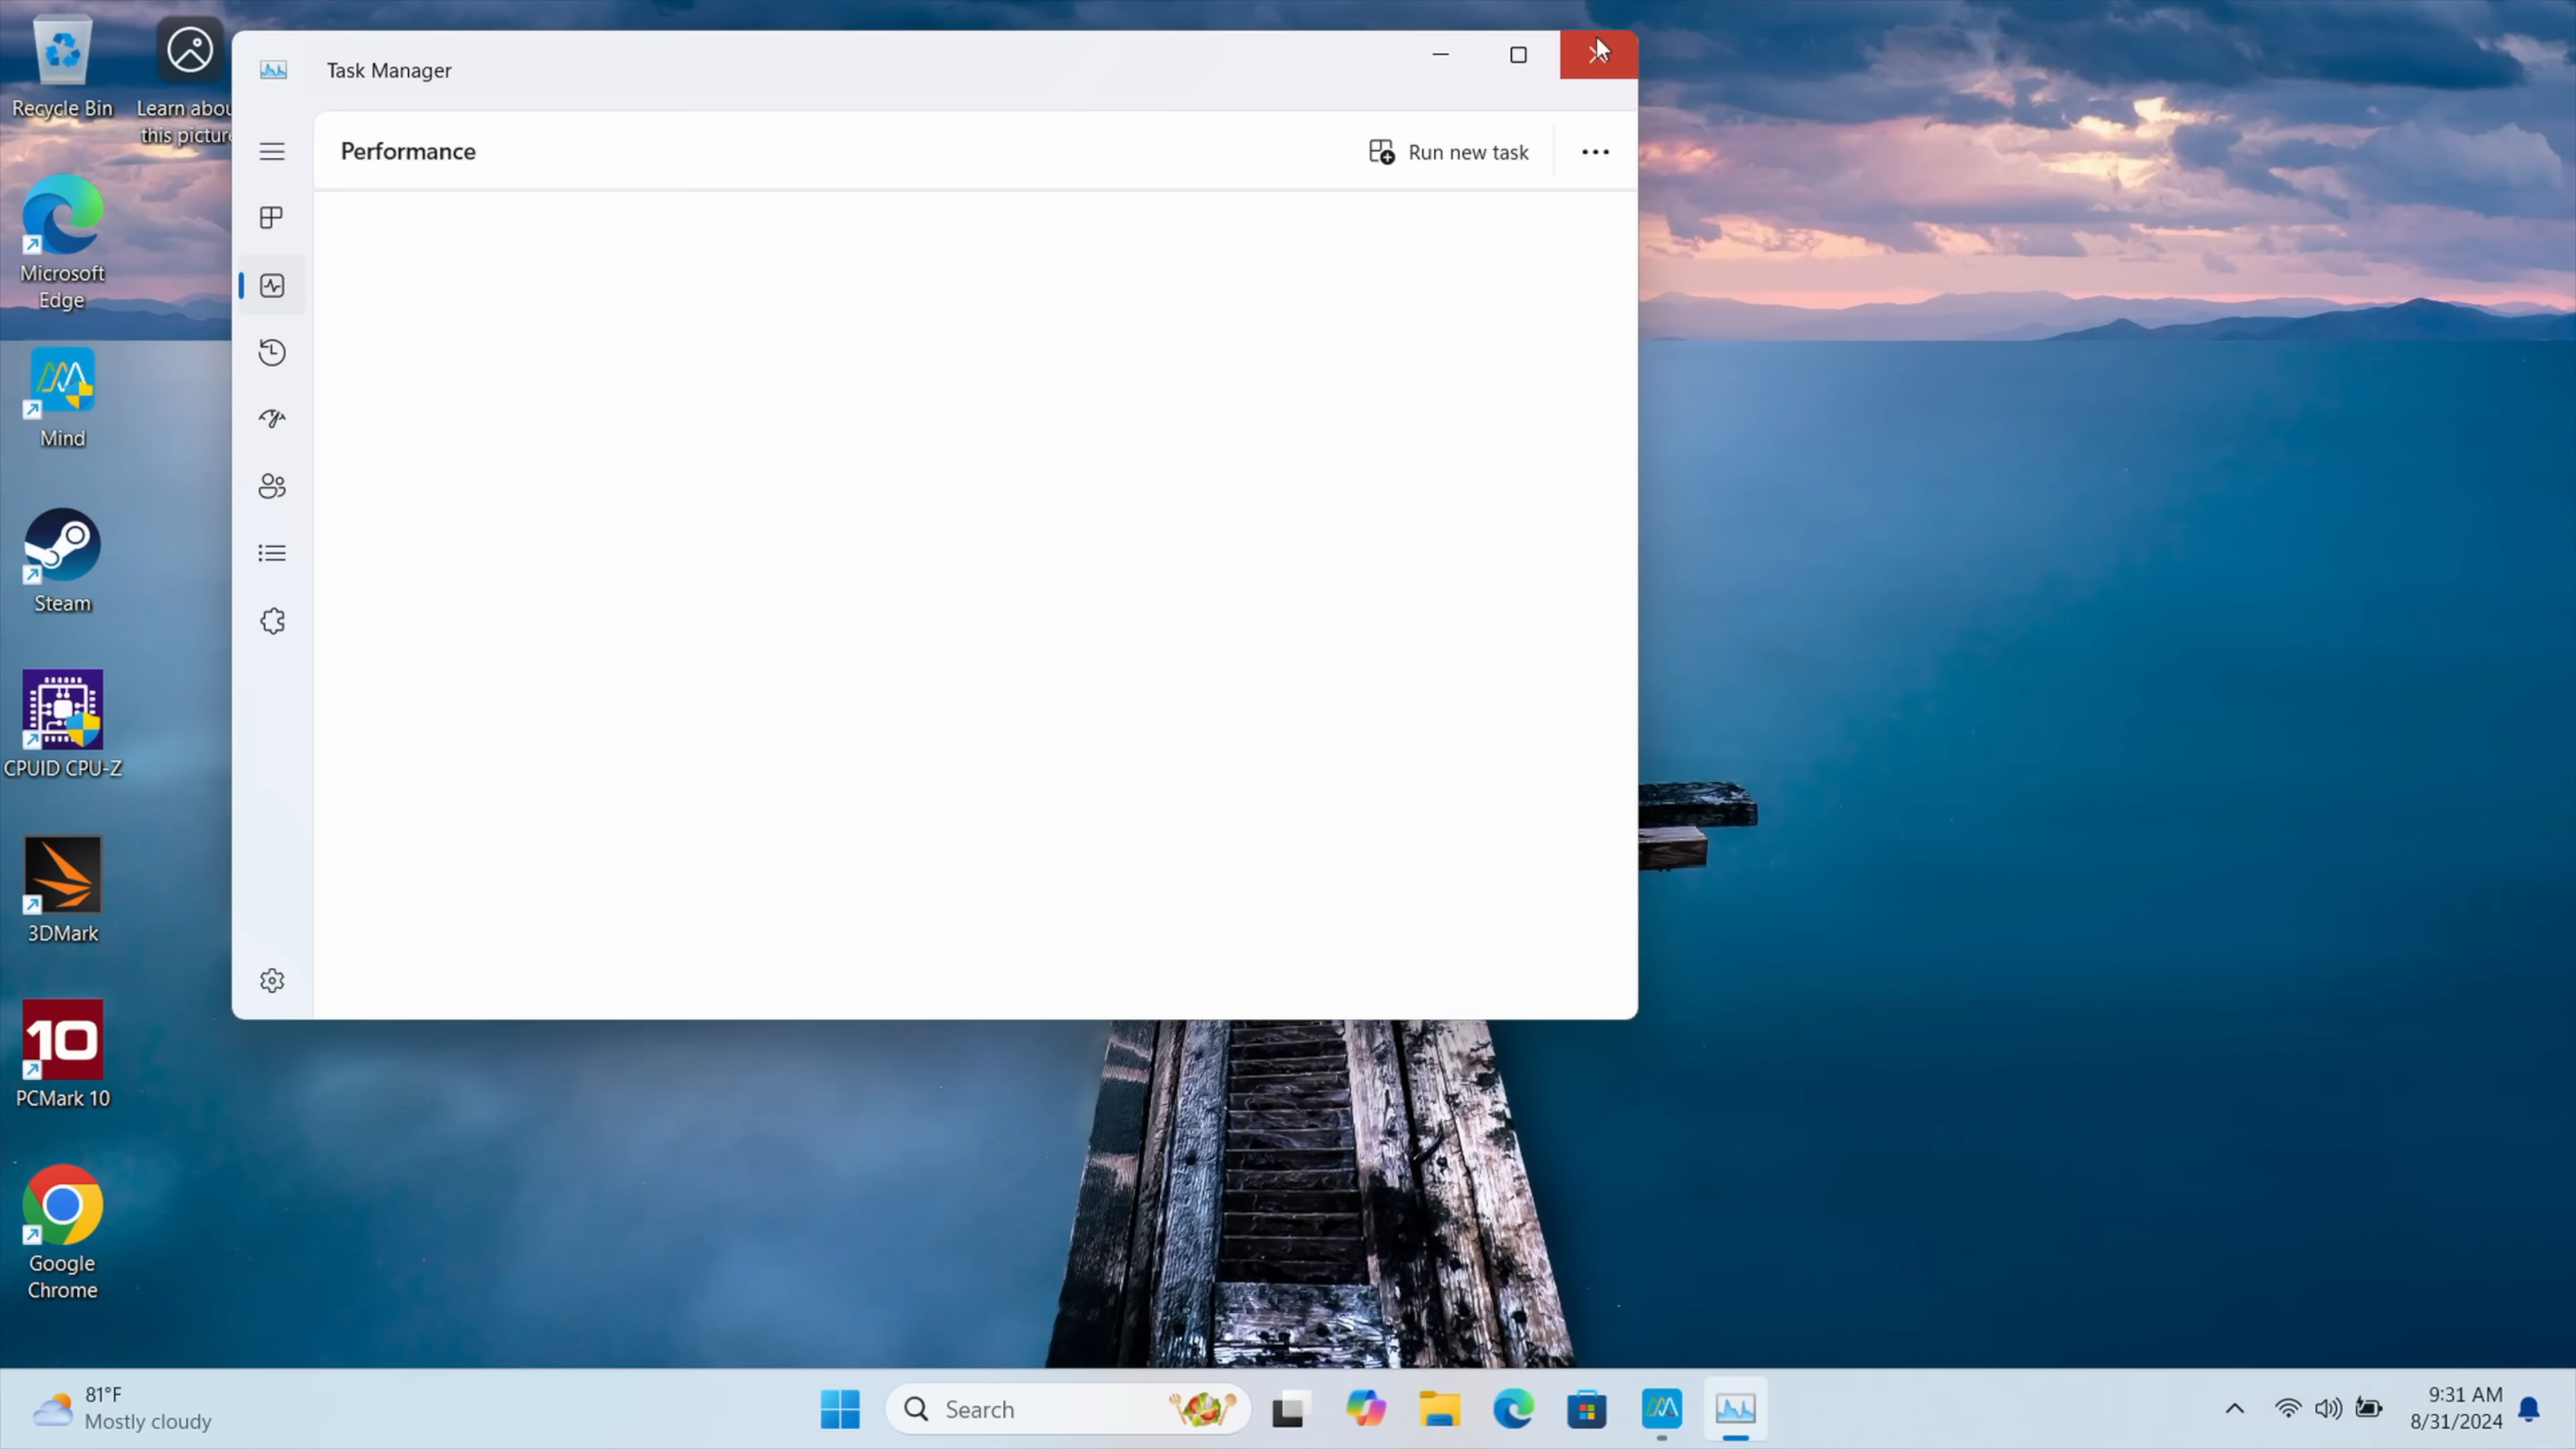 Recycle Bin
Learn abou
this pictur
Microsoft
Edge
Mind
Steam
CPUID CPU-Z
3DMark
10
PCMark 10
Google
Chrome
Task Manager
Performance
Run new task
81°F
Mostly cloudy
Search
9:31 AM
8/31/2024